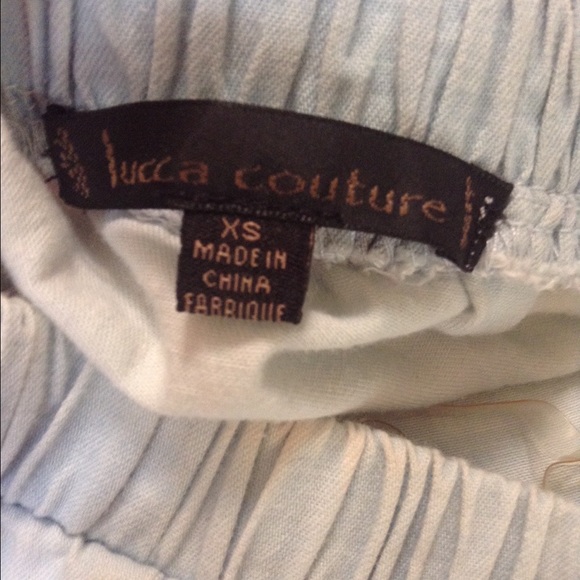 lucca couture
XS
MADE IN
CHINA
FABRIQUE